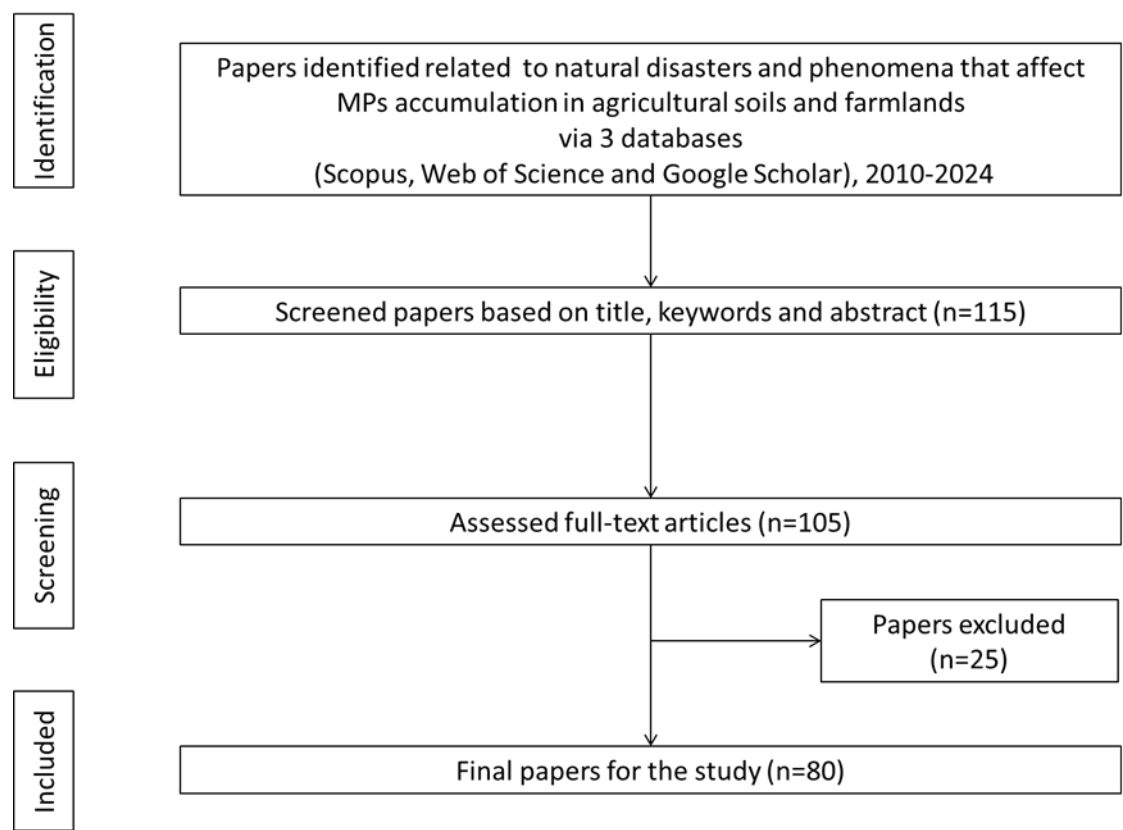 Identification
Papers identified related to natural disasters and phenomena that affect
MPs accumulation in agricultural soils and farmlands
via 3 databases
(Scopus, Web of Science and Google Scholar), 2010-2024
Eligibility
Screened papers based on title, keywords and abstract (n=115)
Screening
Assessed full-text articles (n=105)
Papers excluded
(n=25)
Included
Final papers for the study (n=80)